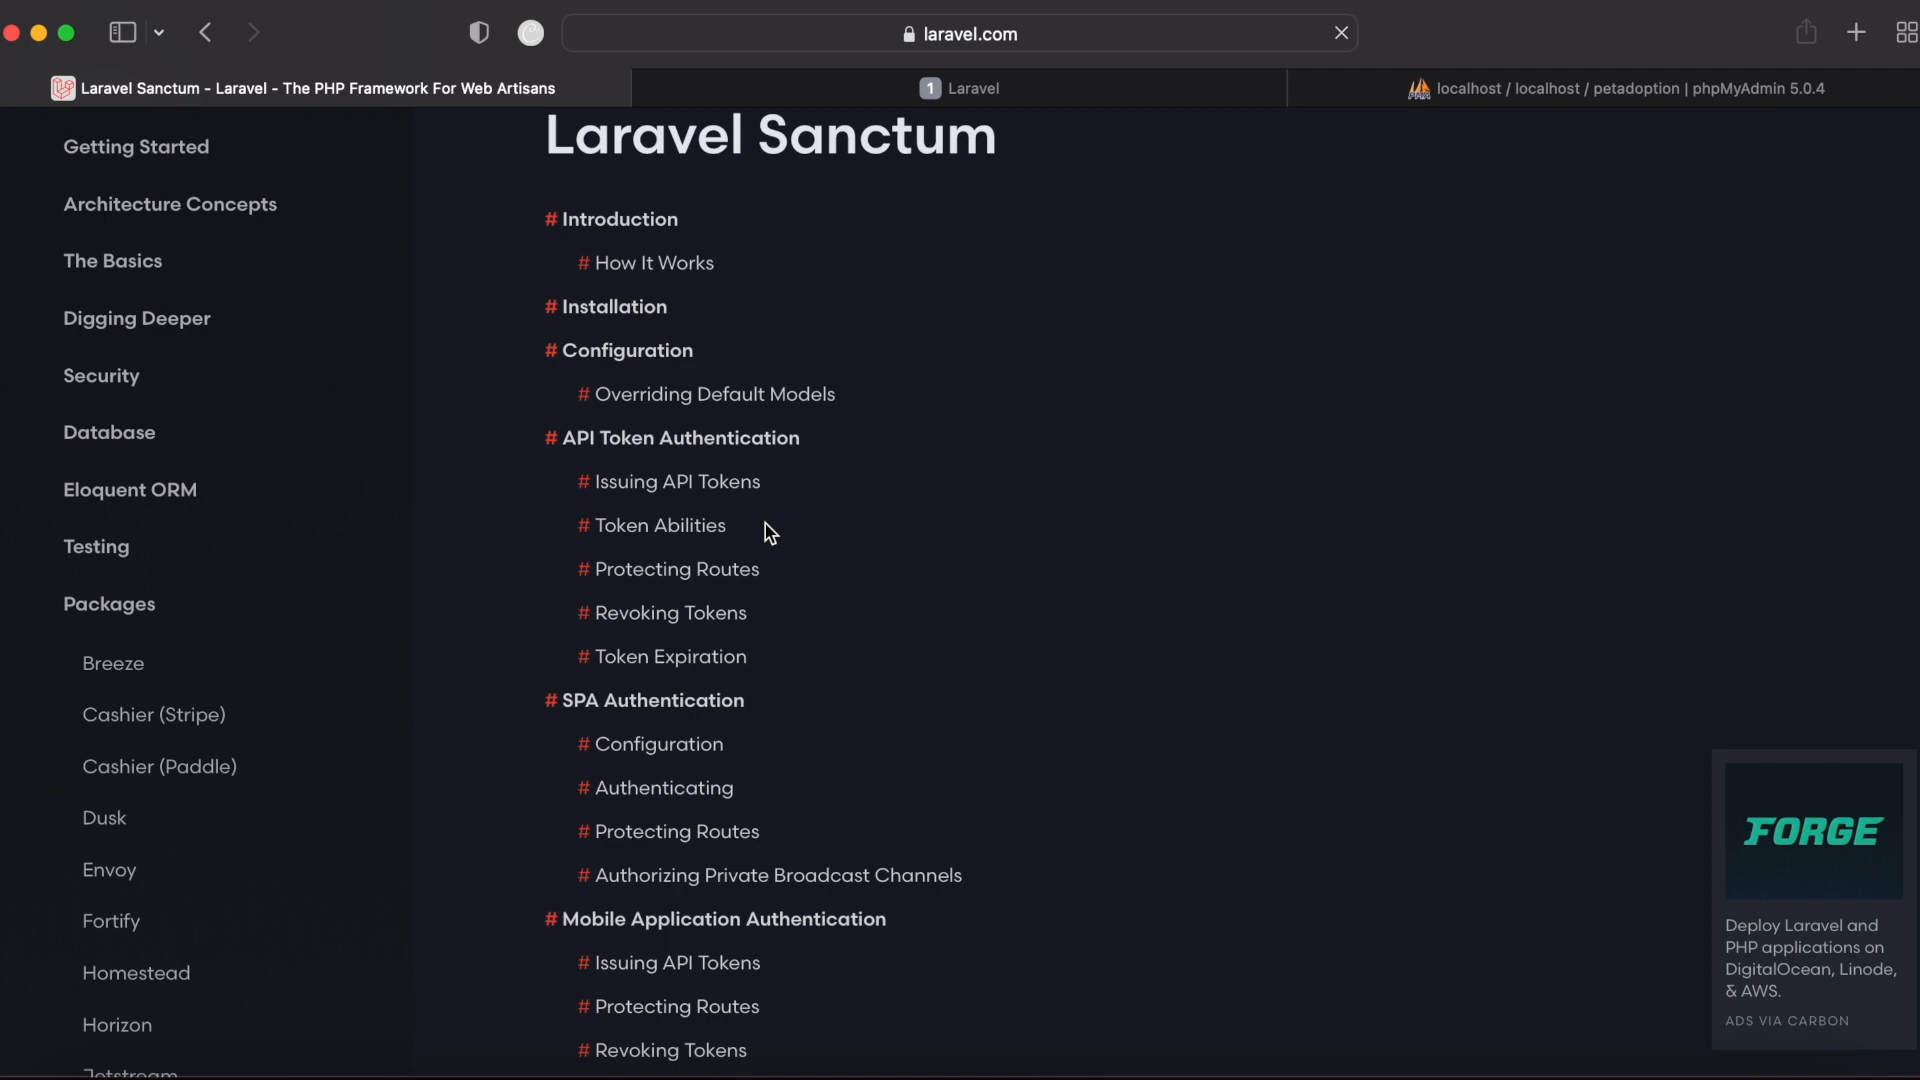 laravel.com
Laravel Sanctum - Laravel - The PHP Framework For Web Artisans
1 Laravel
localhost / localhost / petadoption | phpMyAdmin 5.0.4
Getting Started
Architecture Concepts
The Basics
Digging Deeper
Security
Database
Eloquent ORM
Testing
Packages
Breeze
Cashier (Stripe)
Cashier (Paddle)
Dusk
Envoy
Fortify
Homestead
Horizon
Jetstream
Laravel Sanctum
# Introduction
# How It Works
# Installation
# Configuration
# Overriding Default Models
# API Token Authentication
# Issuing API Tokens
# Token Abilities
# Protecting Routes
# Revoking Tokens
# Token Expiration
# SPA Authentication
# Configuration
# Authenticating
# Protecting Routes
# Authorizing Private Broadcast Channels
# Mobile Application Authentication
# Issuing API Tokens
# Protecting Routes
# Revoking Tokens
FORGE
Deploy Laravel and
PHP applications on
DigitalOcean, Linode,
& AWS.
ADS VIA CARBON